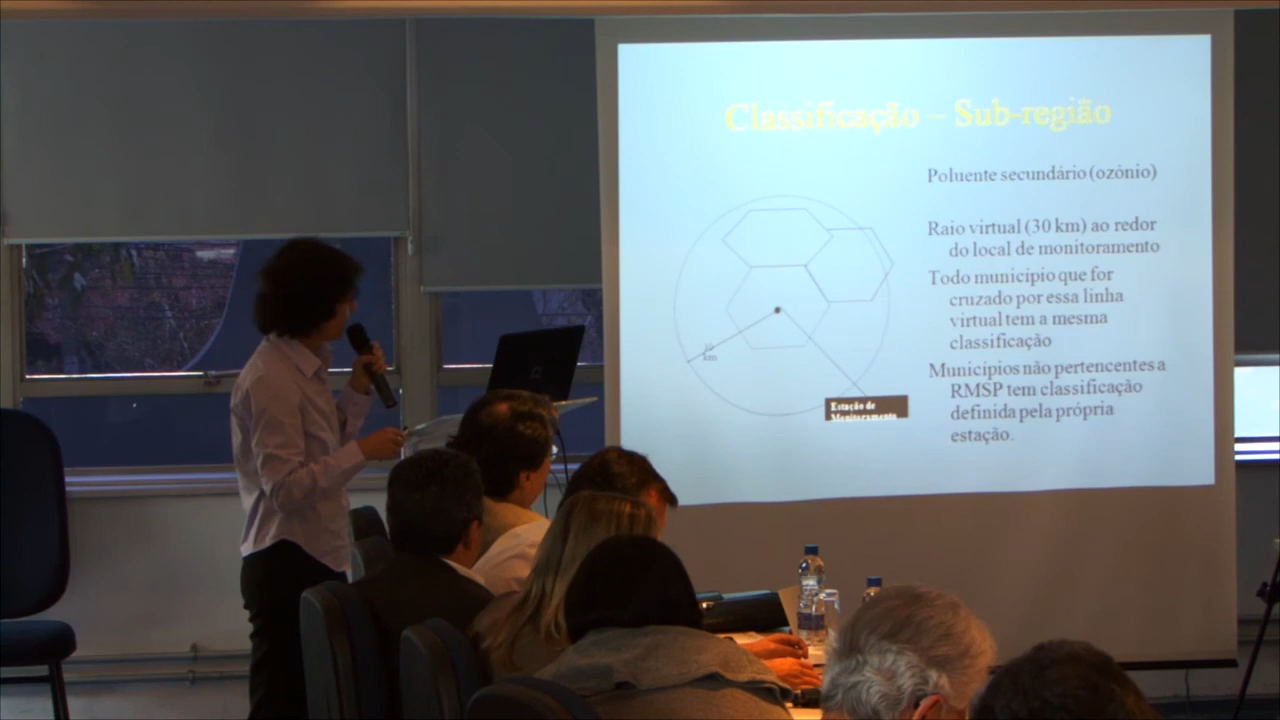 Classificação – Sub-região
Poluente secundário (ozônio)
Raio virtual (30 km) ao redor
do local de monitoramento
Todo município que for
cruzado por essa linha
virtual tem a mesma
classificação
Municípios não pertencentes a
RMSP tem classificação
definida pela própria
estação.
km
Estação de
Monitoramento